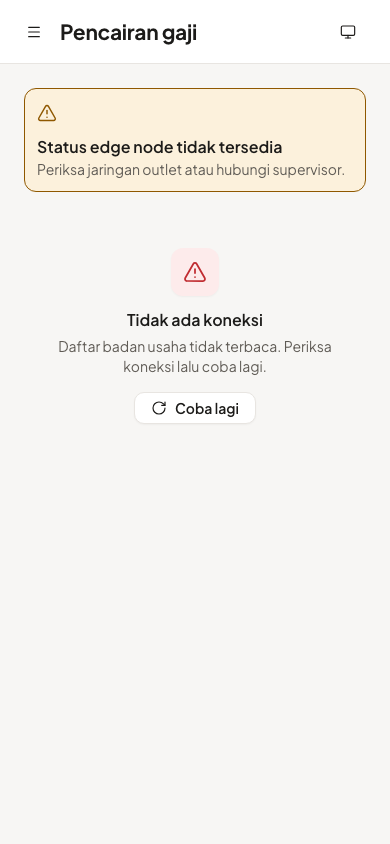 Pencairan gaji
Status edge node tidak tersedia
Periksa jaringan outlet atau hubungi supervisor.
Tidak ada koneksi
Daftar badan usaha tidak terbaca. Periksa
koneksi lalu coba lagi.
Coba lagi